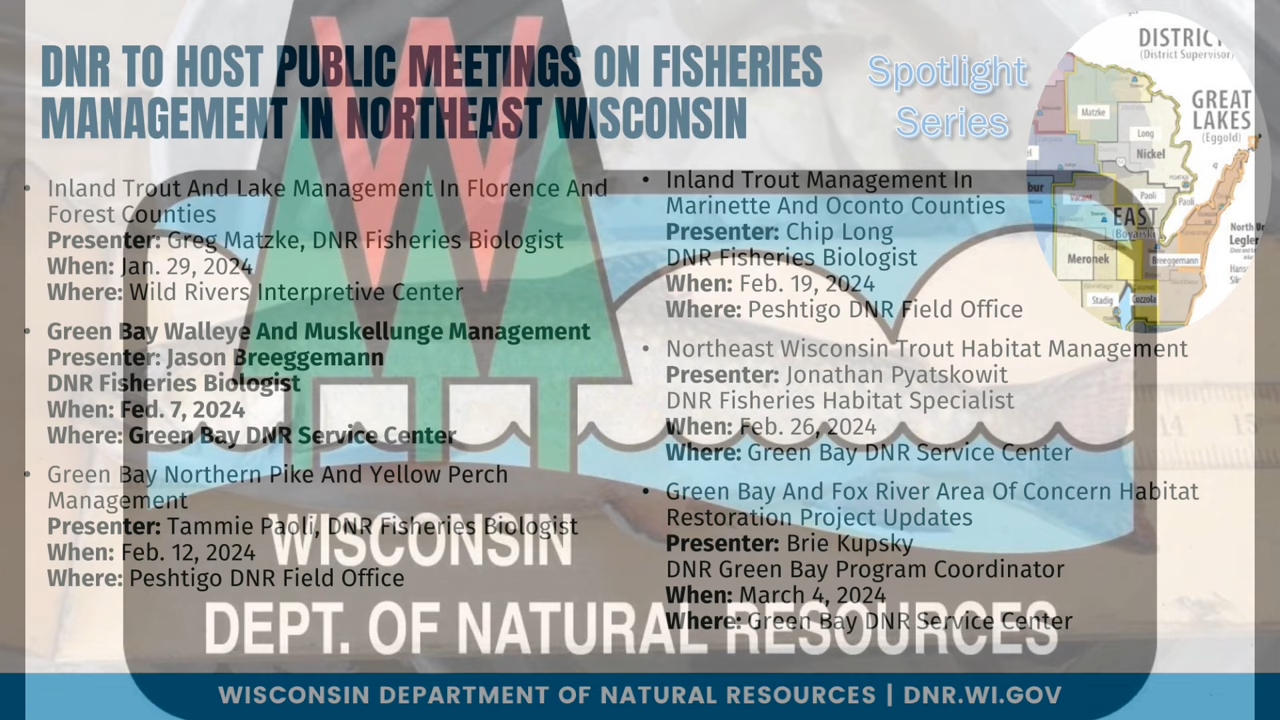 DNR TO HOST PUBLIC MEETINGS ON FISHERIES
MANAGEMENT IN NORTHEAST WISCONSIN
Spotlight
Series
• Inland Trout And Lake Management In Florence And
Forest Counties
Presenter: Greg Matzke, DNR Fisheries Biologist
When: Jan. 29, 2024
Where: Wild Rivers Interpretive Center
• Green Bay Walleye And Muskellunge Management
Presenter: Jason Breeggemann
DNR Fisheries Biologist
When: Fed. 7, 2024
Where: Green Bay DNR Service Center
• Green Bay Northern Pike And Yellow Perch
Management
Presenter: Tammie Paoli, DNR Fisheries Biologist
When: Feb. 12, 2024
Where: Peshtigo DNR Field Office
• Inland Trout Management In
Marinette And Oconto Counties
Presenter: Chip Long
DNR Fisheries Biologist
When: Feb. 19, 2024
Where: Peshtigo DNR Field Office
• Northeast Wisconsin Trout Habitat Management
Presenter: Jonathan Pyatskowit
DNR Fisheries Habitat Specialist
When: Feb. 26, 2024
Where: Green Bay DNR Service Center
• Green Bay And Fox River Area Of Concern Habitat
Restoration Project Updates
Presenter: Brie Kupsky
DNR Green Bay Program Coordinator
When: March 4, 2024
Where: Green Bay DNR Service Center
(District Supervisor)
GREAT
LAKES
(Eggold)
Matzke
Long
Nickel
Paoli
Paoli
Vacant
EAST
Meronek
Breeggemann
Stadig
Cozzola
Legler
14
15
WISCONSIN
DEPT. OF NATURAL RESOURCES
WISCONSIN DEPARTMENT OF NATURAL RESOURCES | DNR.WI.GOV